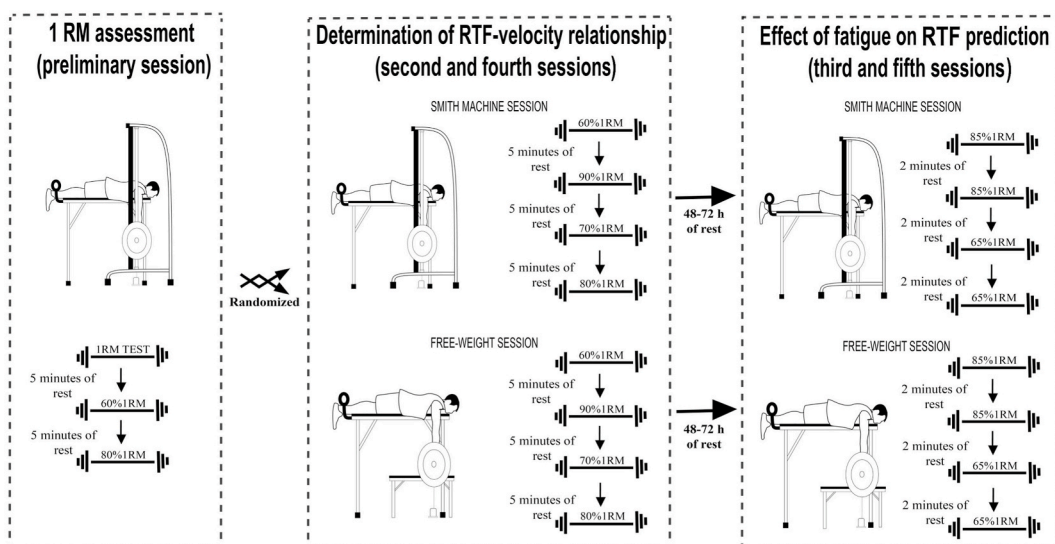 1 RM assessment
(preliminary session)
1RM TEST
5 minutes of
rest
60%1RM
5 minutes of
rest
80%1RM
Randomized
Determination of RTF-velocity relationship
(second and fourth sessions)
SMITH MACHINE SESSION
60%1RM
5 minutes of
rest
90%1RM
5 minutes of
rest
70%1RM
5 minutes of
rest
80%1RM
FREE-WEIGHT SESSION
60%1RM
5 minutes of
rest
90%1RM
5 minutes of
rest
70%1RM
5 minutes of
rest
80%1RM
48-72 h
of rest
48-72 h
of rest
Effect of fatigue on RTF prediction
(third and fifth sessions)
SMITH MACHINE SESSION
85%1RM
2 minutes of
rest
85%1RM
2 minutes of
rest
65%1RM
2 minutes of
rest
65%1RM
FREE-WEIGHT SESSION
85%1RM
2 minutes of
rest
85%1RM
2 minutes of
rest
65%1RM
2 minutes of
rest
65%1RM